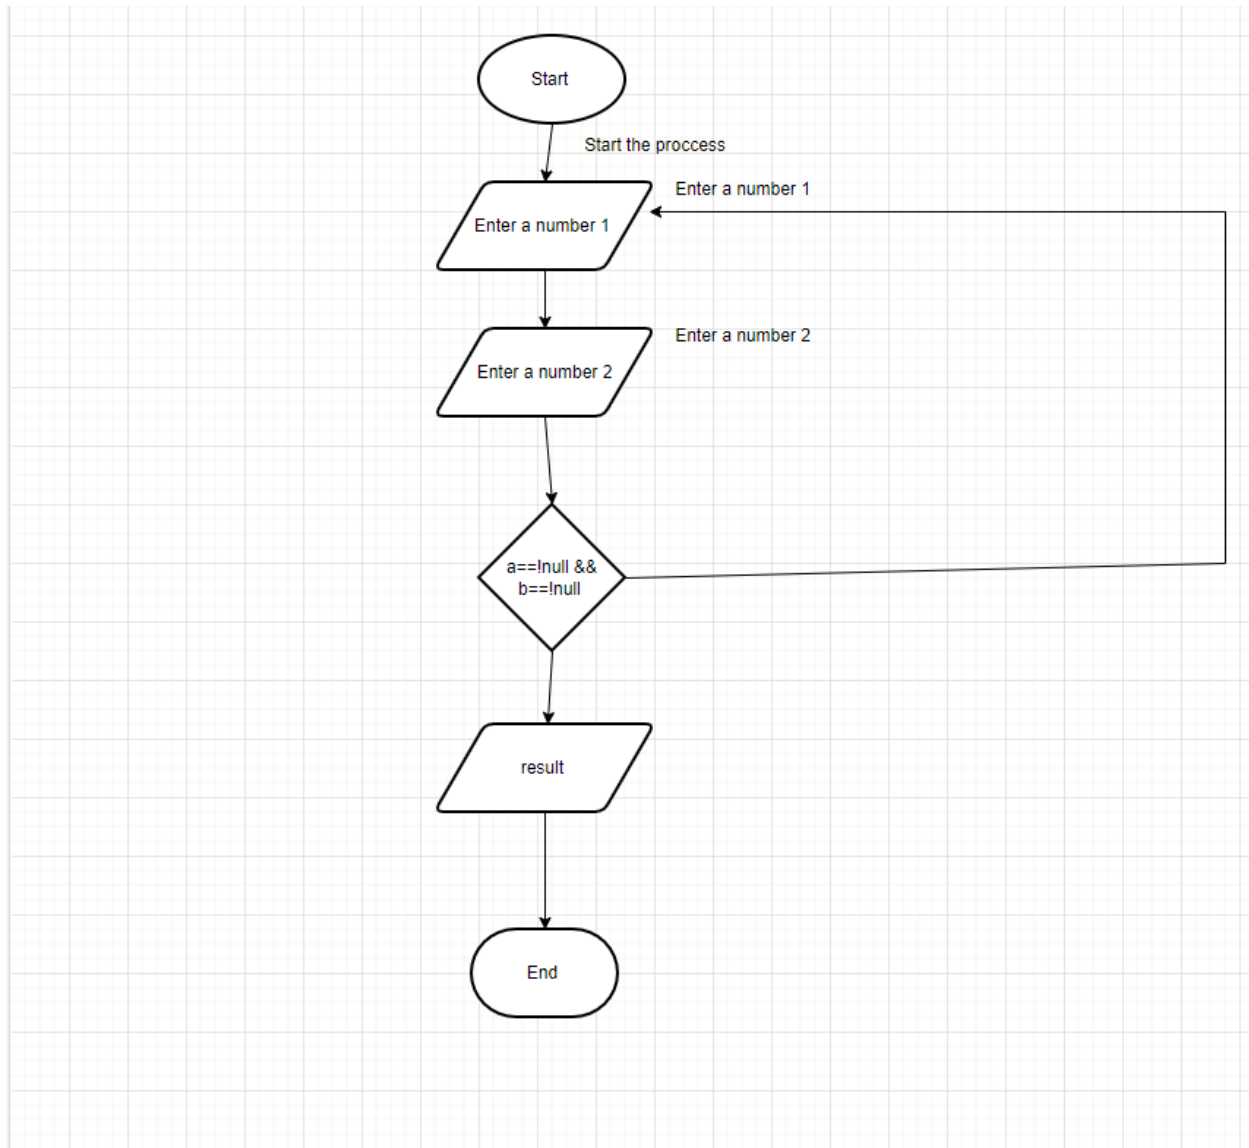 Start
Start the proccess
Enter a number 1
Enter a number 1
Enter a number 2
Enter a number 2
a==!null &&
b==!null
result
End